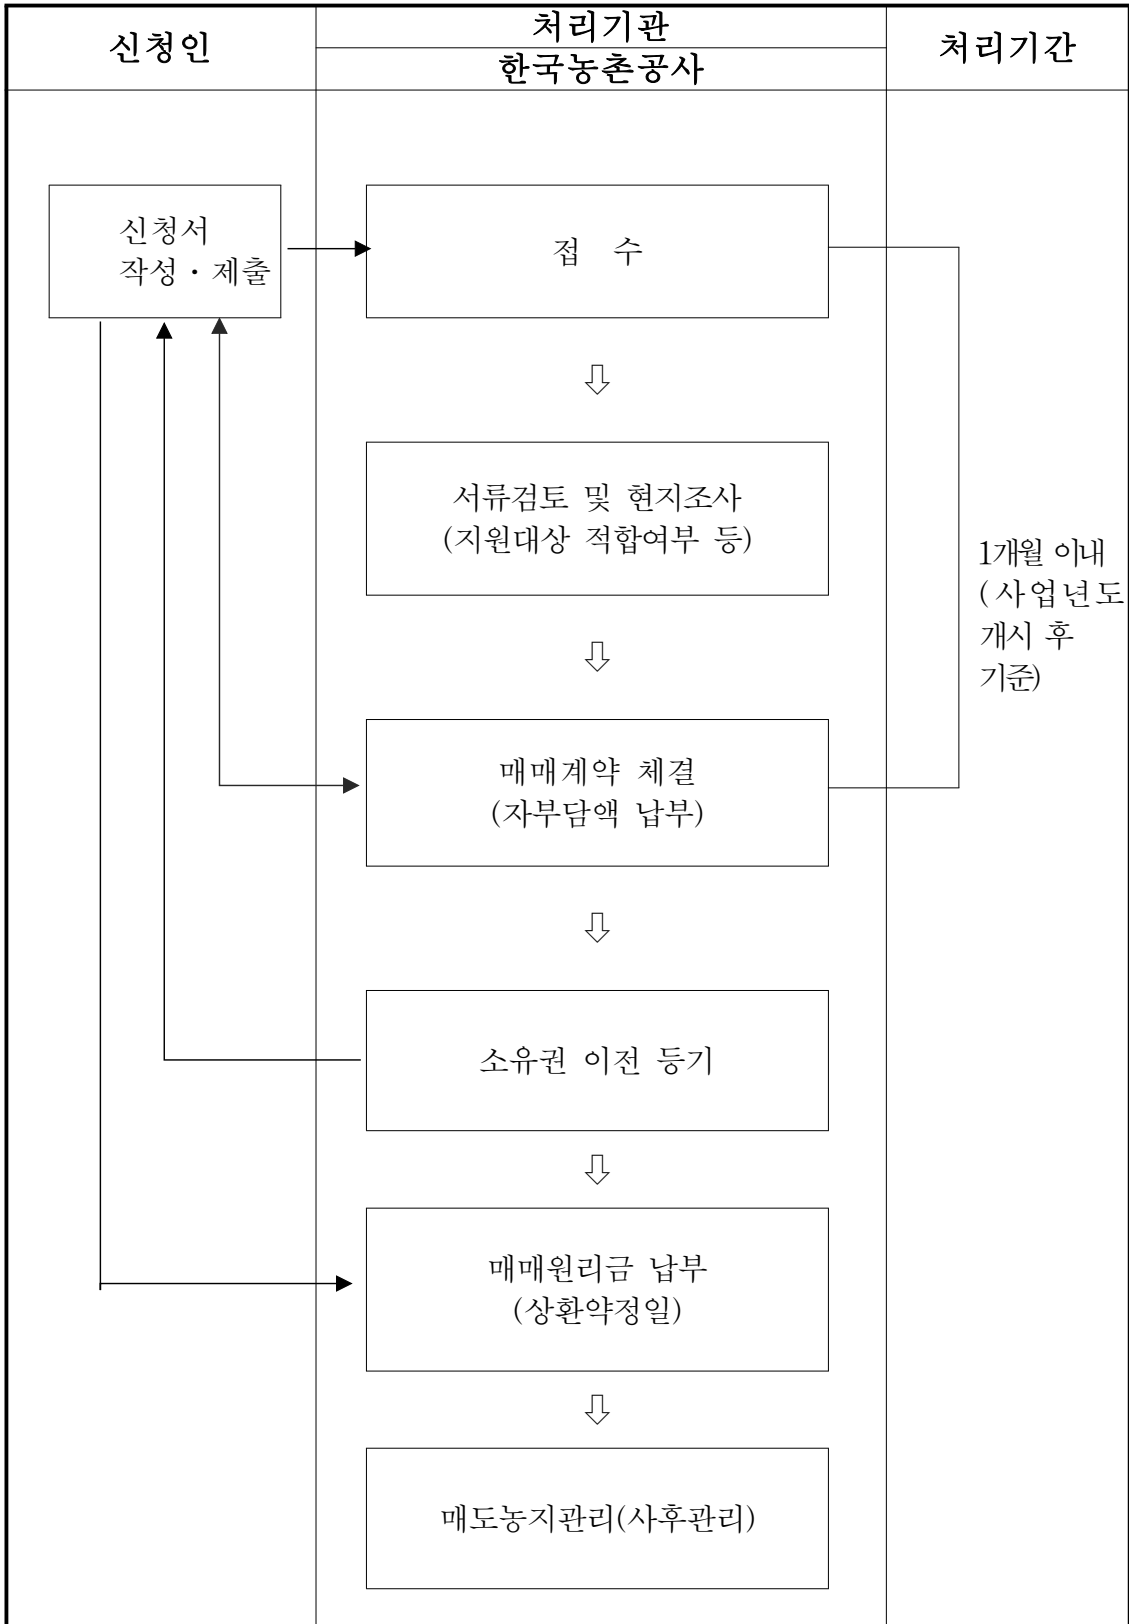 신청인
처리기관
한국농촌공사
처리기간
신청서
작성·제출
접 수
서류검토 및 현지조사
(지원대상 적합여부 등)
1개월 이내
(사업년도
개시 후
기준)
매매계약 체결
(자부담액 납부)
소유권 이전 등기
매매원리금 납부
(상환약정일)
매도농지관리(사후관리)